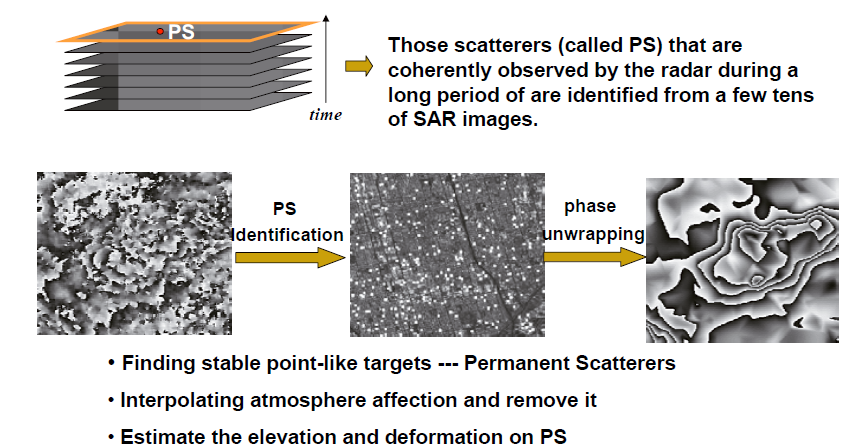 PS
time
Those scatterers (called PS) that are
coherently observed by the radar during a
long period of are identified from a few tens
of SAR images.
PS
Identification
phase
unwrapping
• Finding stable point-like targets --- Permanent Scatterers
• Interpolating atmosphere affection and remove it
• Estimate the elevation and deformation on PS